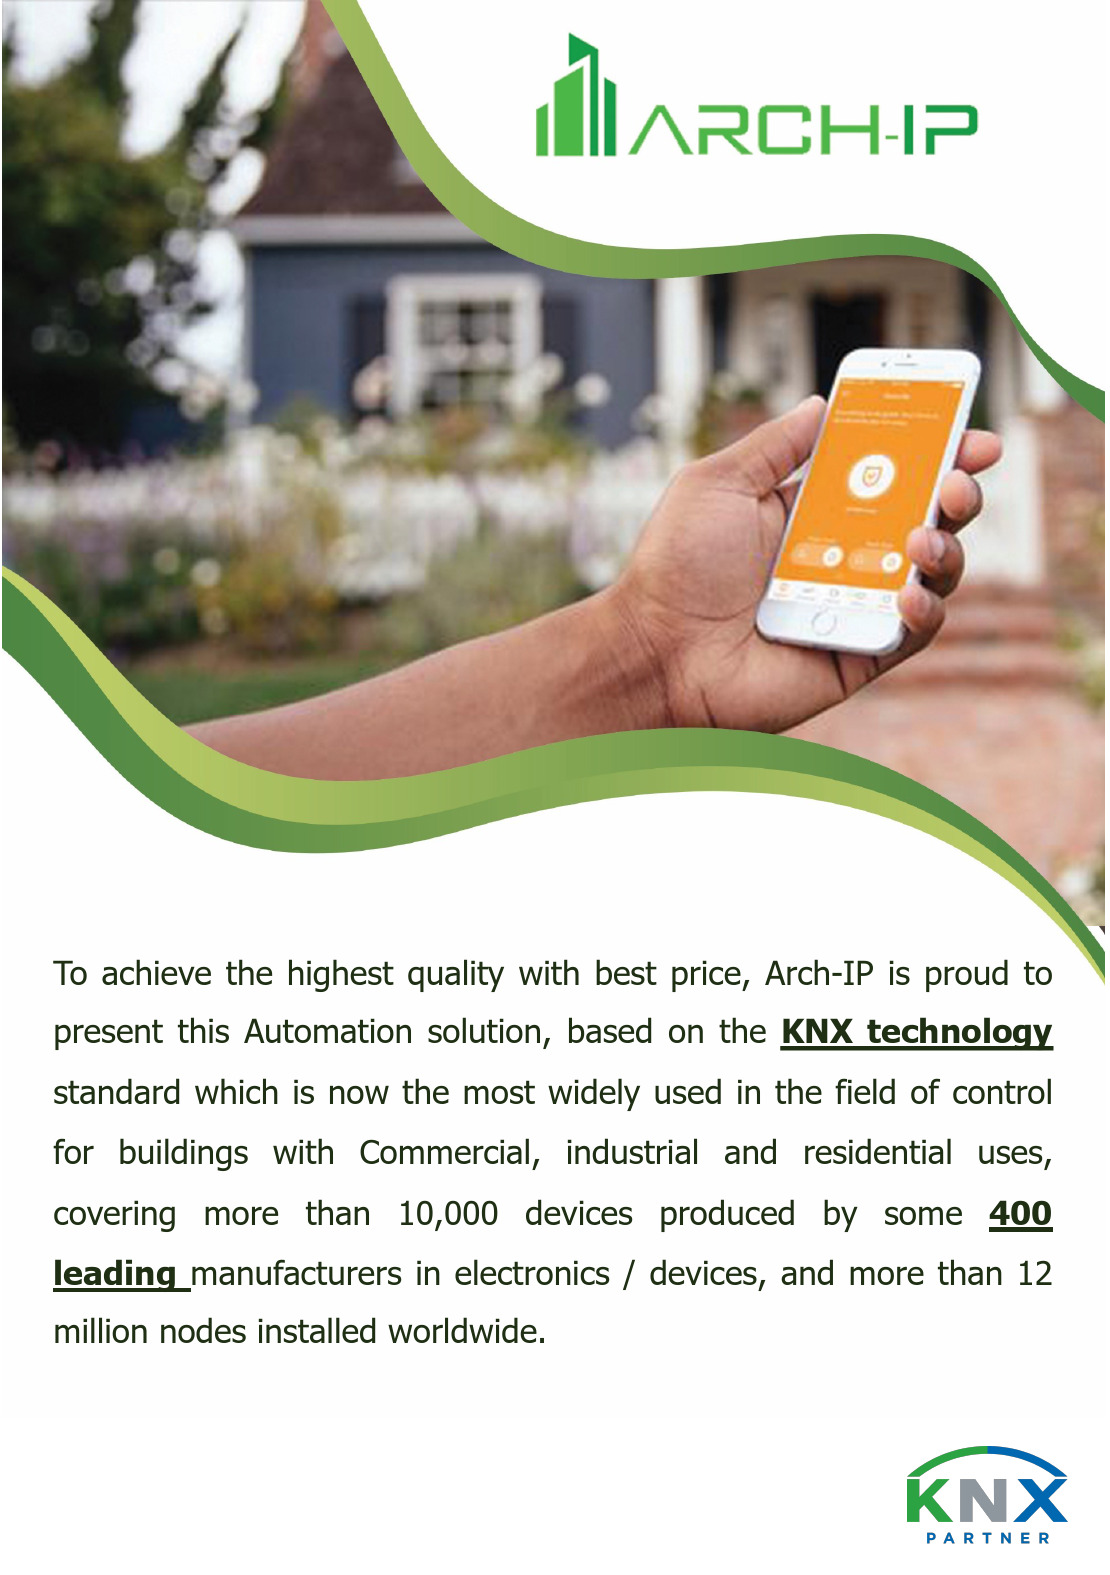 ARCH-IP
To achieve the highest quality with best price, Arch-IP is proud to
present this Automation solution, based on the KNX technology
standard which is now the most widely used in the field of control
for buildings with Commercial, industrial and residential uses,
covering more than 10,000 devices produced by some 400
leading manufacturers in electronics / devices, and more than 12
million nodes installed worldwide.
KNX
PARTNER